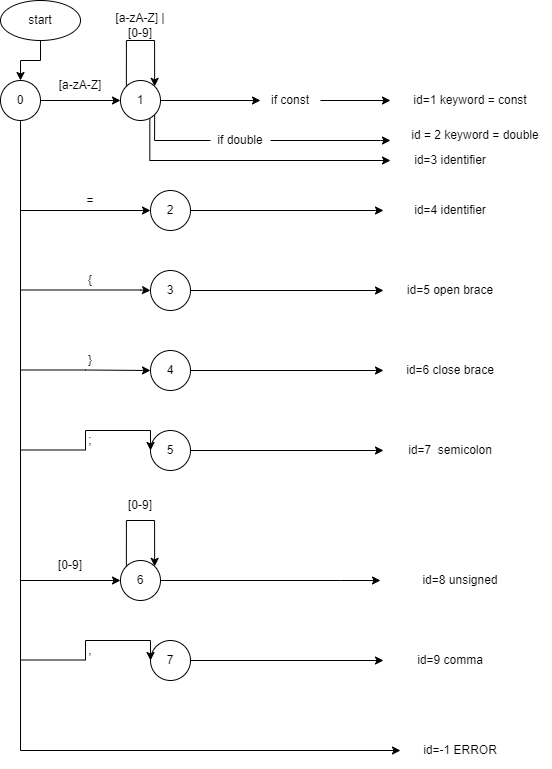 start
[a-zA-Z] |
[0-9]
[a-zA-Z]
0
1
if const
id=1 keyword = const
if double
id = 2 keyword = double
id=3 identifier
=
2
id=4 identifier
{
3
id=5 open brace
}
4
id=6 close brace
;
5
id=7 semicolon
[0-9]
[0-9]
6
id=8 unsigned
,
7
id=9 comma
id=-1 ERROR